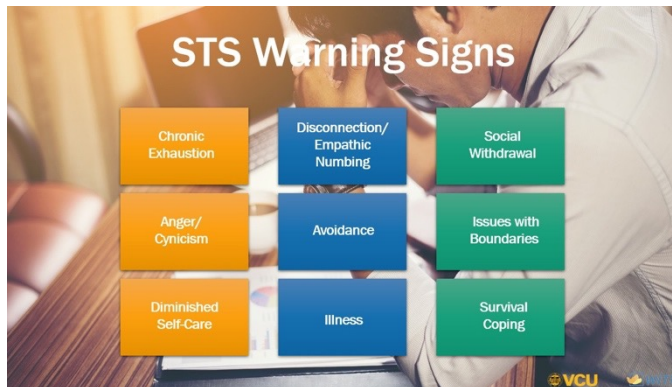 STS Warning Signs
Chronic
Exhaustion
Disconnection/
Empathic
Numbing
Social
Withdrawal
Anger/
Cynicism
Avoidance
Issues with
Boundaries
Diminished
Self-Care
Illness
Survival
Coping
VCU